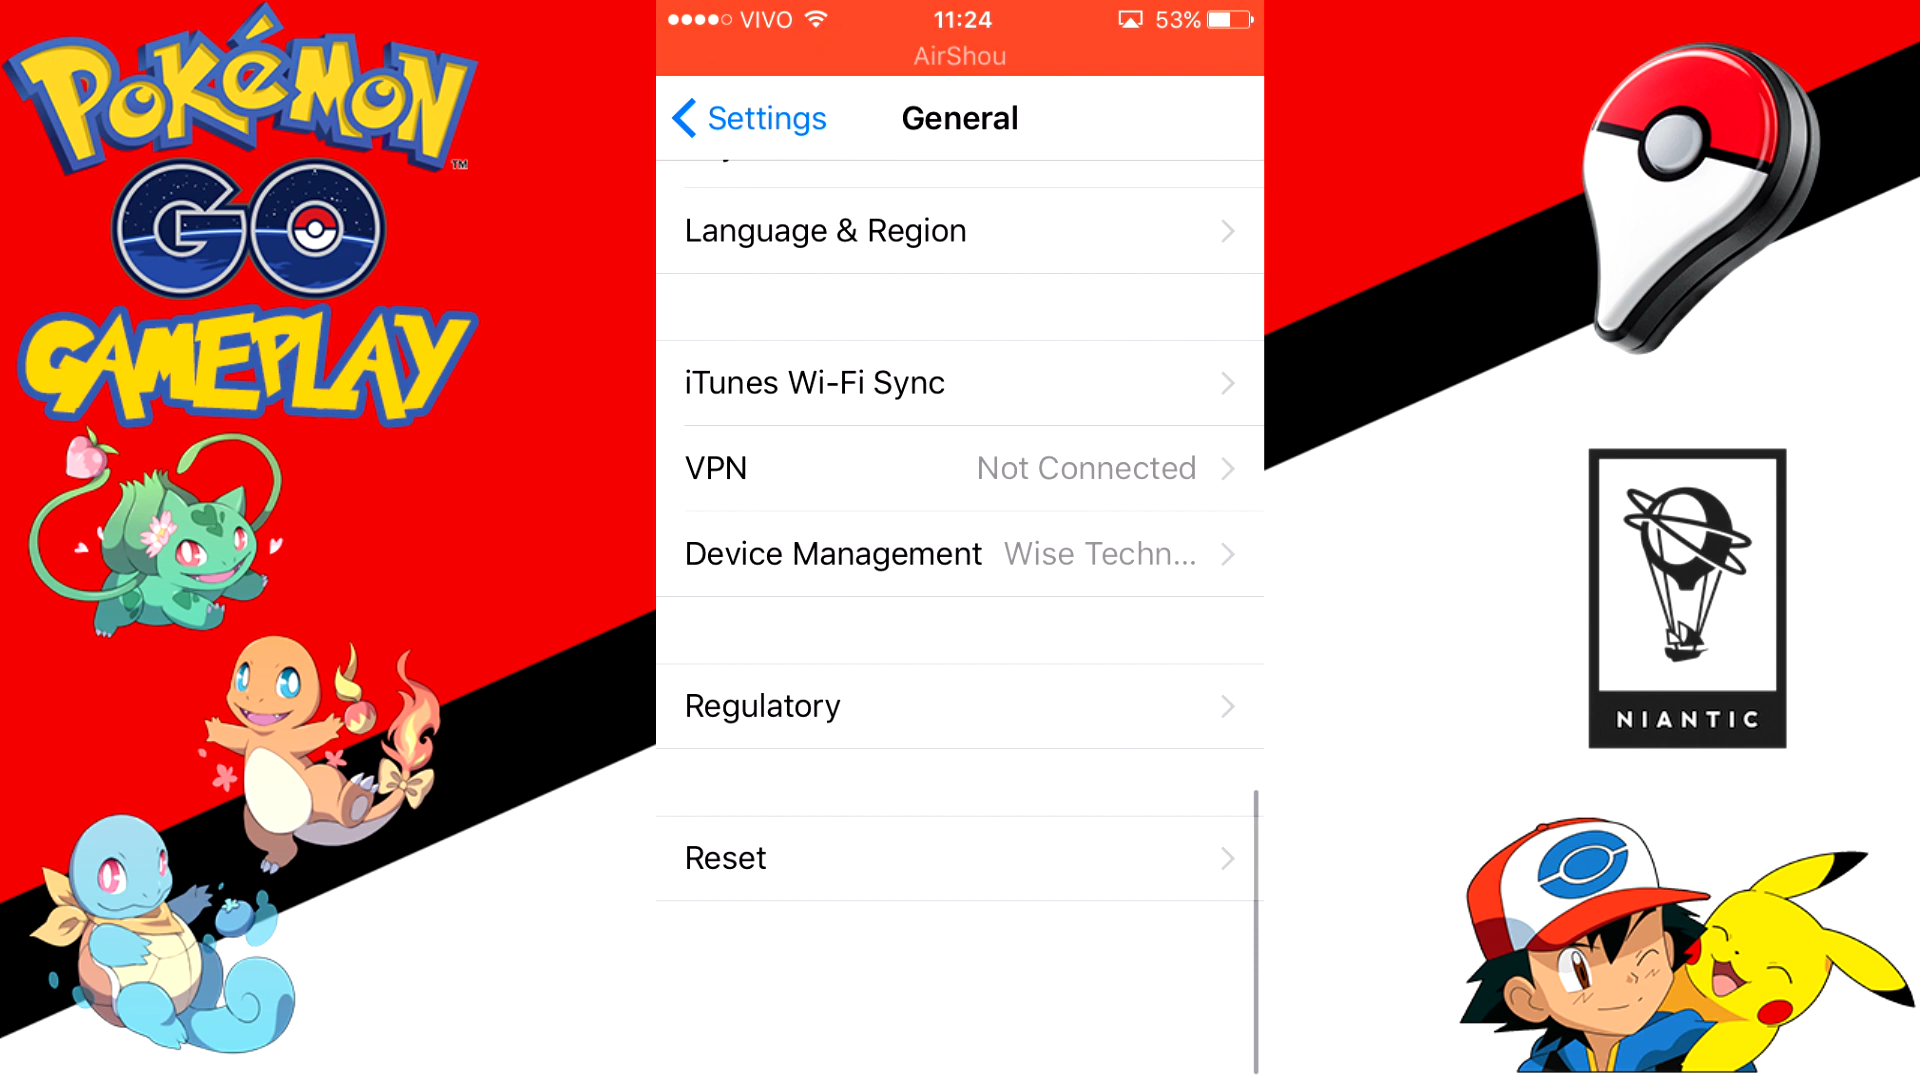 POKéMON
TM
GO
GAMEPLAY
VIVO
11:24
53%
AirShou
Settings
General
Language & Region
iTunes Wi-Fi Sync
VPN
Not Connected
Device Management
Wise Techn...
Regulatory
Reset
NIANTIC